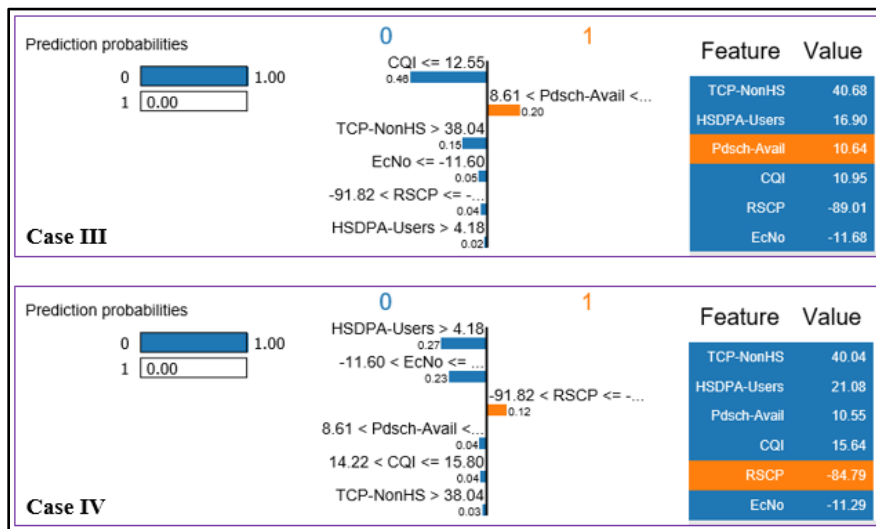 Prediction probabilities
0 1.00
1 0.00
0 1
CQI <= 12.55
0.46
8.61 < Pdsch-Avail <...
0.20
TCP-NonHS > 38.04
0.15
EcNo <= -11.60
0.05
-91.82 < RSCP <= -...
0.04
HSDPA-Users > 4.18
0.02
Feature Value
TCP-NonHS 40.68
HSDPA-Users 16.90
Pdsch-Avail 10.64
CQI 10.95
RSCP -89.01
EcNo -11.68
Case III
Prediction probabilities
0 1.00
1 0.00
0 1
HSDPA-Users > 4.18
0.27
-11.60 < EcNo <= ...
0.23
-91.82 < RSCP <= -...
0.12
8.61 < Pdsch-Avail <...
0.04
14.22 < CQI <= 15.80
0.04
TCP-NonHS > 38.04
0.03
Feature Value
TCP-NonHS 40.04
HSDPA-Users 21.08
Pdsch-Avail 10.55
CQI 15.64
RSCP -84.79
EcNo -11.29
Case IV